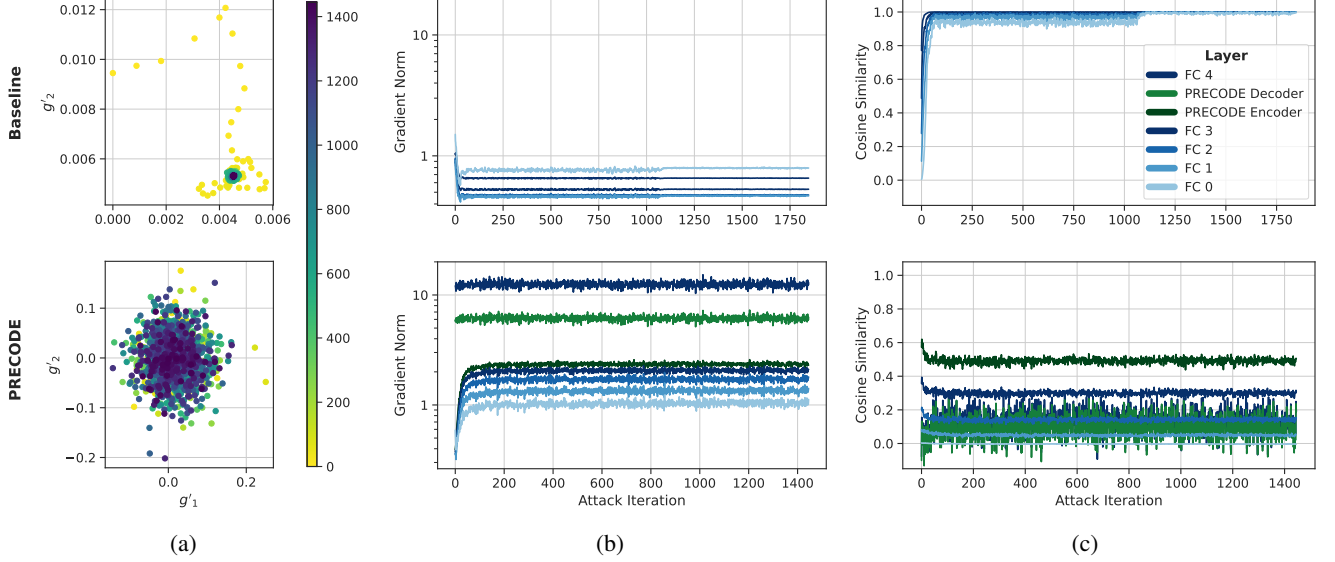 Baseline
g'2
0.012
0.010
0.008
0.006
0.000 0.002 0.004 0.006
1400
1200
1000
800
600
400
200
0
Gradient Norm
10
1
0 250 500 750 1000 1250 1500 1750
Cosine Similarity
1.0
0.8
0.6
0.4
0.2
0.0
0 250 500 750 1000 1250 1500 1750
Layer
FC 4
PRECODE Decoder
PRECODE Encoder
FC 3
FC 2
FC 1
FC 0
PRECODE
g'2
0.1
0.0
−0.1
−0.2
0.0 0.2
g'1
Gradient Norm
10
1
0 200 400 600 800 1000 1200 1400
Attack Iteration
Cosine Similarity
1.0
0.8
0.6
0.4
0.2
0.0
0 200 400 600 800 1000 1200 1400
Attack Iteration
(a)
(b)
(c)